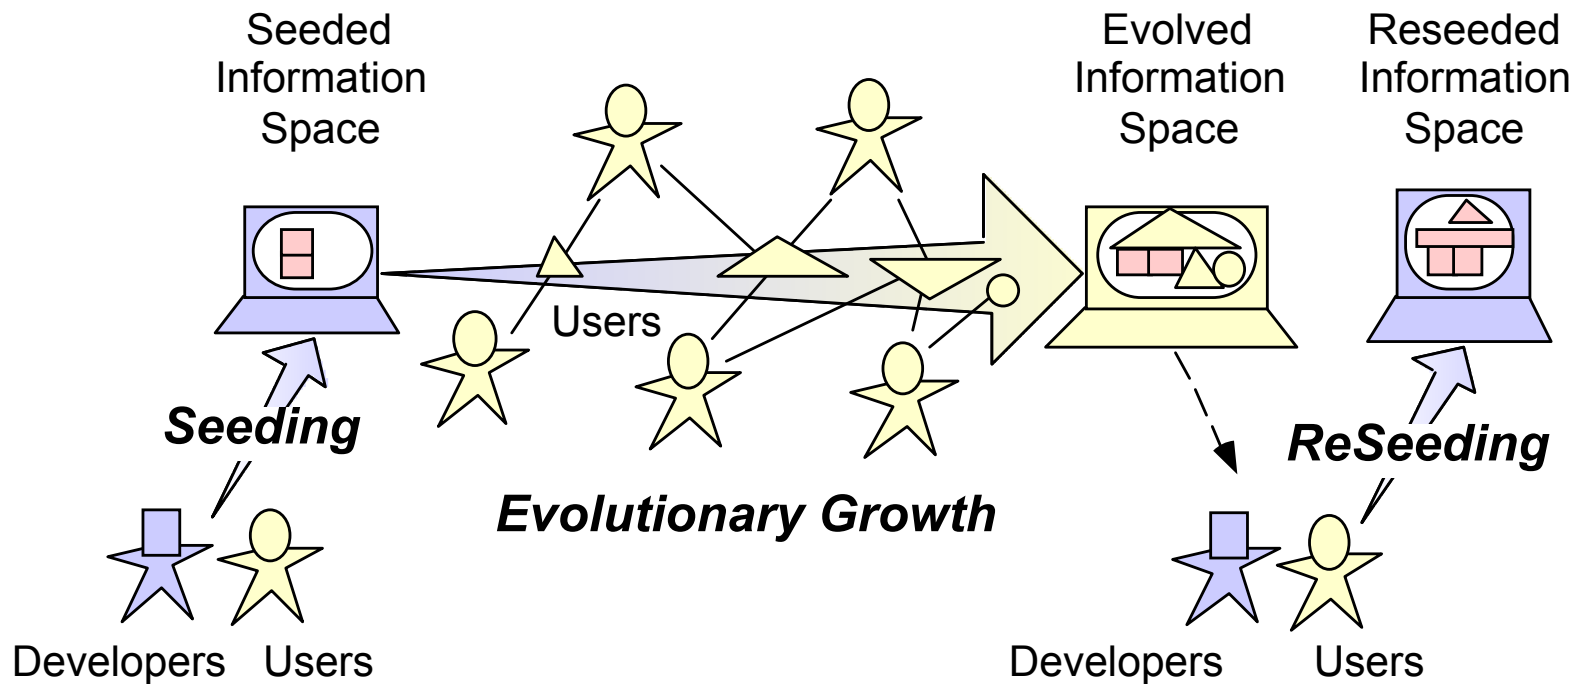 Seeded
Information
Space
Evolved
Information
Space
Reseeded
Information
Space
Users
Seeding
ReSeeding
Evolutionary Growth
Developers
Users
Developers
Users